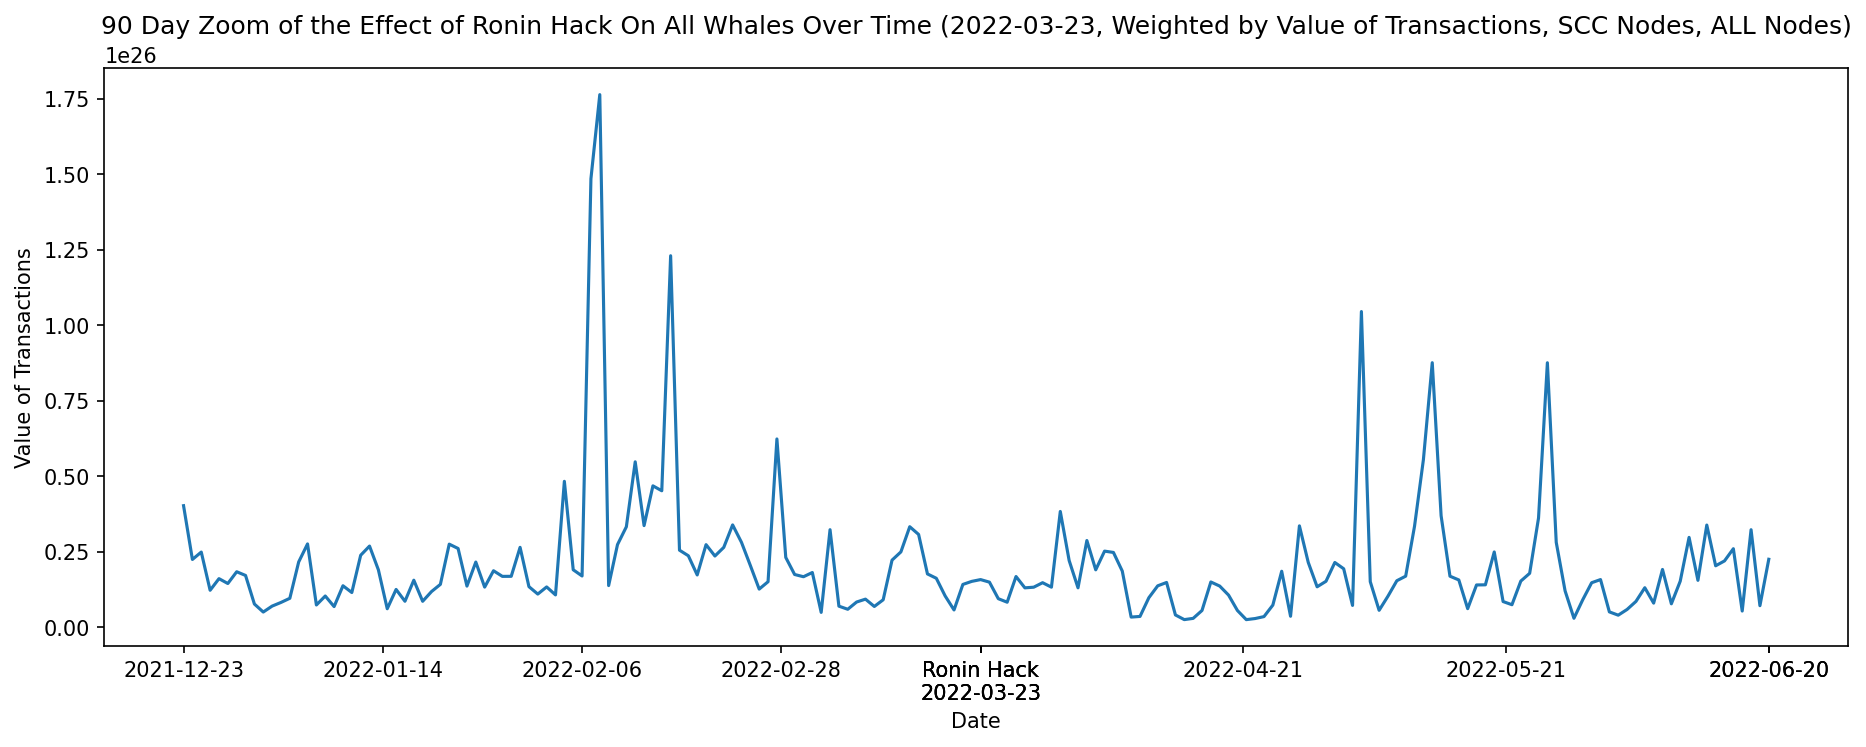 90 Day Zoom of the Effect of Ronin Hack On All Whales Over Time (2022-03-23, Weighted by Value of Transactions, SCC Nodes, ALL Nodes)
1e26
1.75
1.50
1.25
1.00
0.75
0.50
0.25
0.00
Value of Transactions
2021-12-23 2022-01-14 2022-02-06 2022-02-28 Ronin Hack 2022-04-21 2022-05-21 2022-06-20
2022-03-23
Date